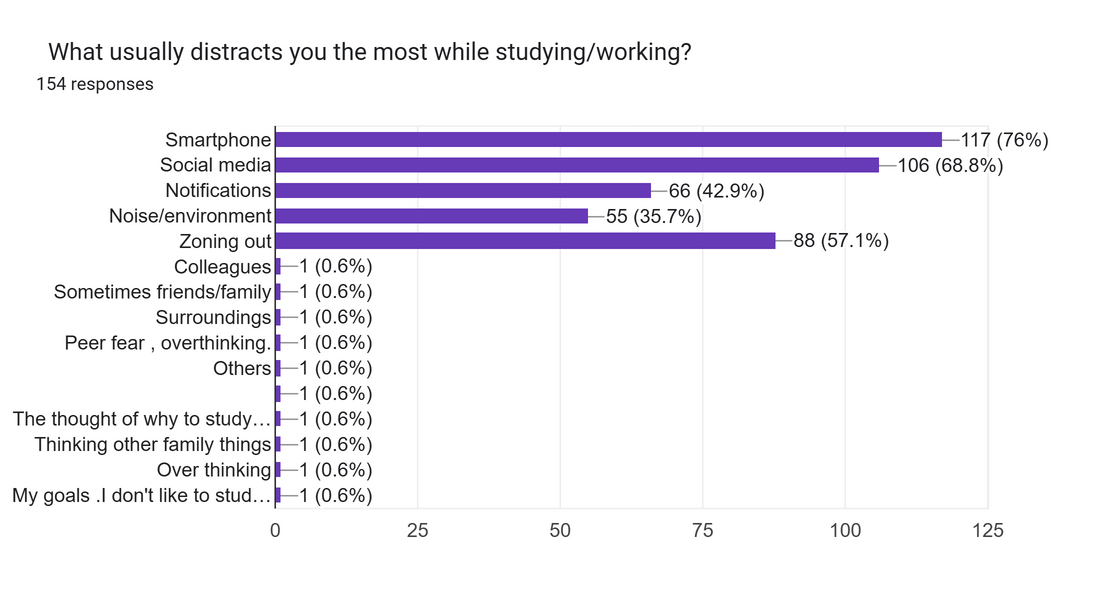 What usually distracts you the most while studying/working?
154 responses
Smartphone 117 (76%)
Social media 106 (68.8%)
Notifications 66 (42.9%)
Noise/environment 55 (35.7%)
Zoning out 88 (57.1%)
Colleagues 1 (0.6%)
Sometimes friends/family 1 (0.6%)
Surroundings 1 (0.6%)
Peer fear , overthinking. 1 (0.6%)
Others 1 (0.6%)
1 (0.6%)
The thought of why to study… 1 (0.6%)
Thinking other family things 1 (0.6%)
Over thinking 1 (0.6%)
My goals .I don't like to stud… 1 (0.6%)
0 25 50 75 100 125